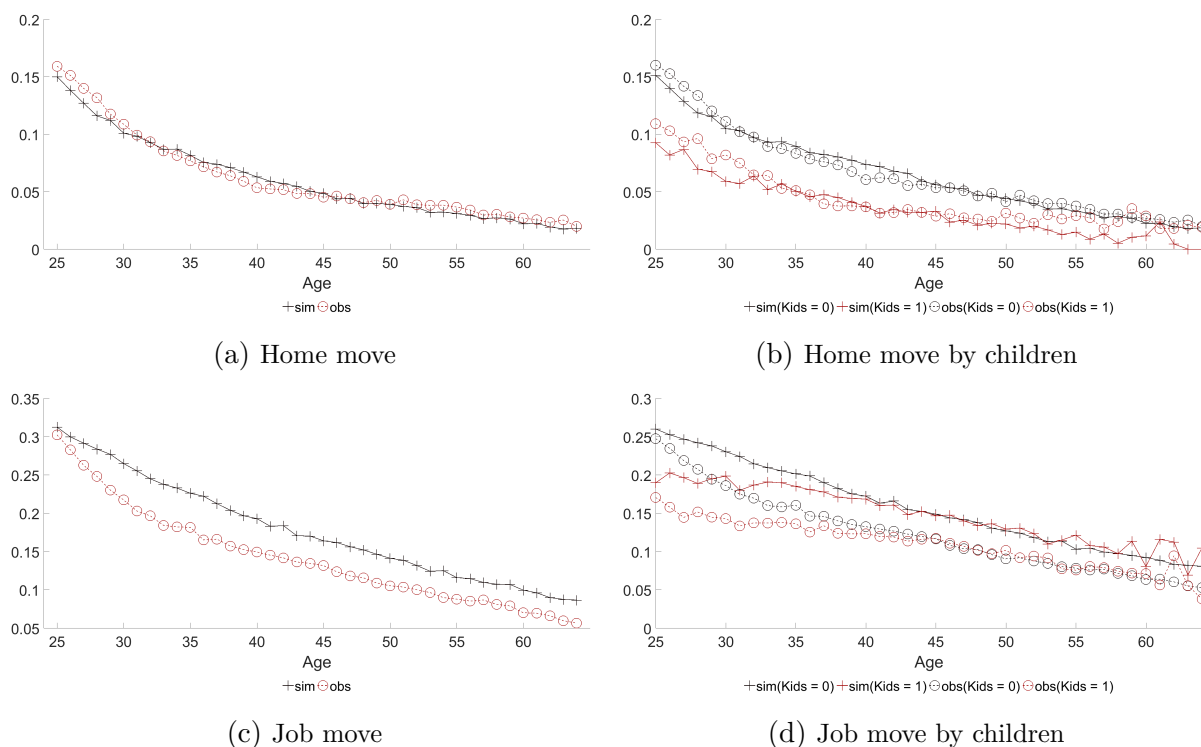 0.2
0.15
0.1
0.05
0
25 30 35 40 45 50 55 60
Age
sim obs
(a) Home move
0.2
0.15
0.1
0.05
0
25 30 35 40 45 50 55 60
Age
sim(Kids = 0) sim(Kids = 1) obs(Kids = 0) obs(Kids = 1)
(b) Home move by children
0.35
0.3
0.25
0.2
0.15
0.1
0.05
25 30 35 40 45 50 55 60
Age
sim obs
(c) Job move
0.3
0.25
0.2
0.15
0.1
0.05
0
25 30 35 40 45 50 55 60
Age
sim(Kids = 0) sim(Kids = 1) obs(Kids = 0) obs(Kids = 1)
(d) Job move by children